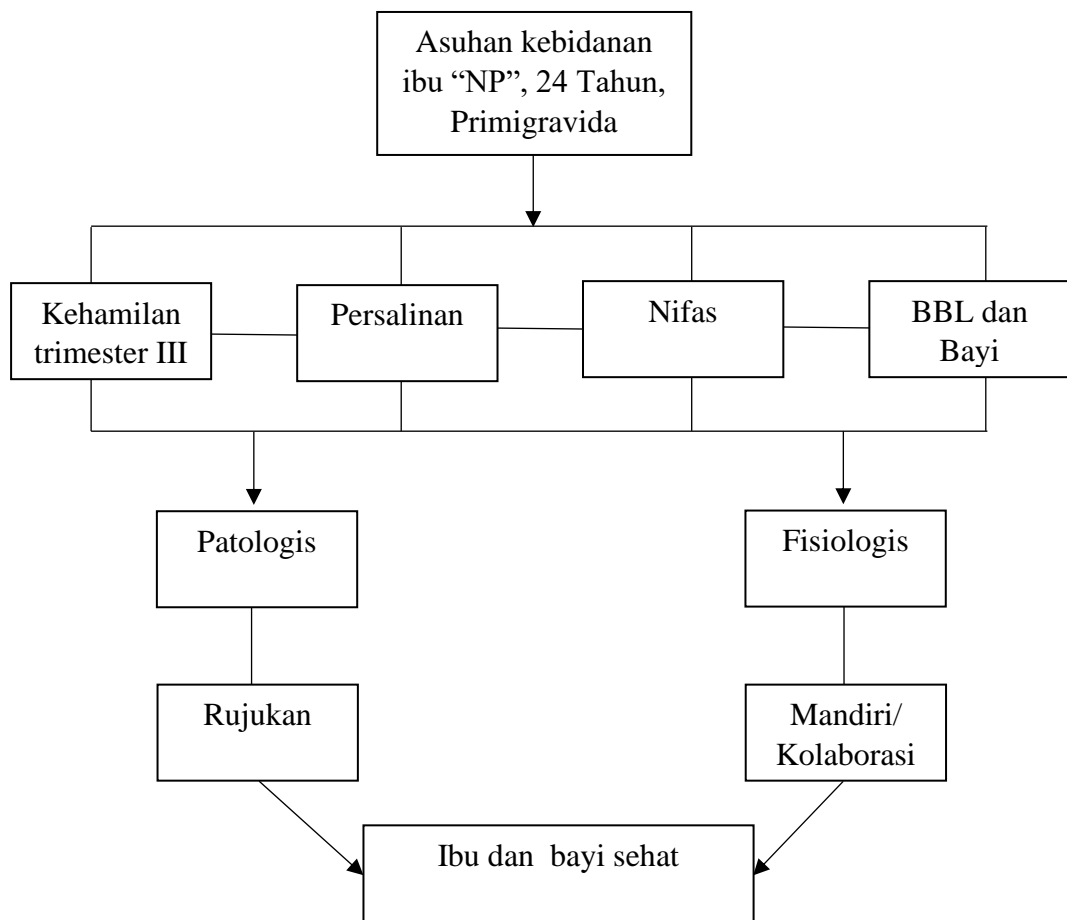 Asuhan kebidanan
ibu “NP”, 24 Tahun,
Primigravida
Kehamilan
trimester III
Persalinan
Nifas
BBL dan
Bayi
Patologis
Fisiologis
Rujukan
Mandiri/
Kolaborasi
Ibu dan bayi sehat